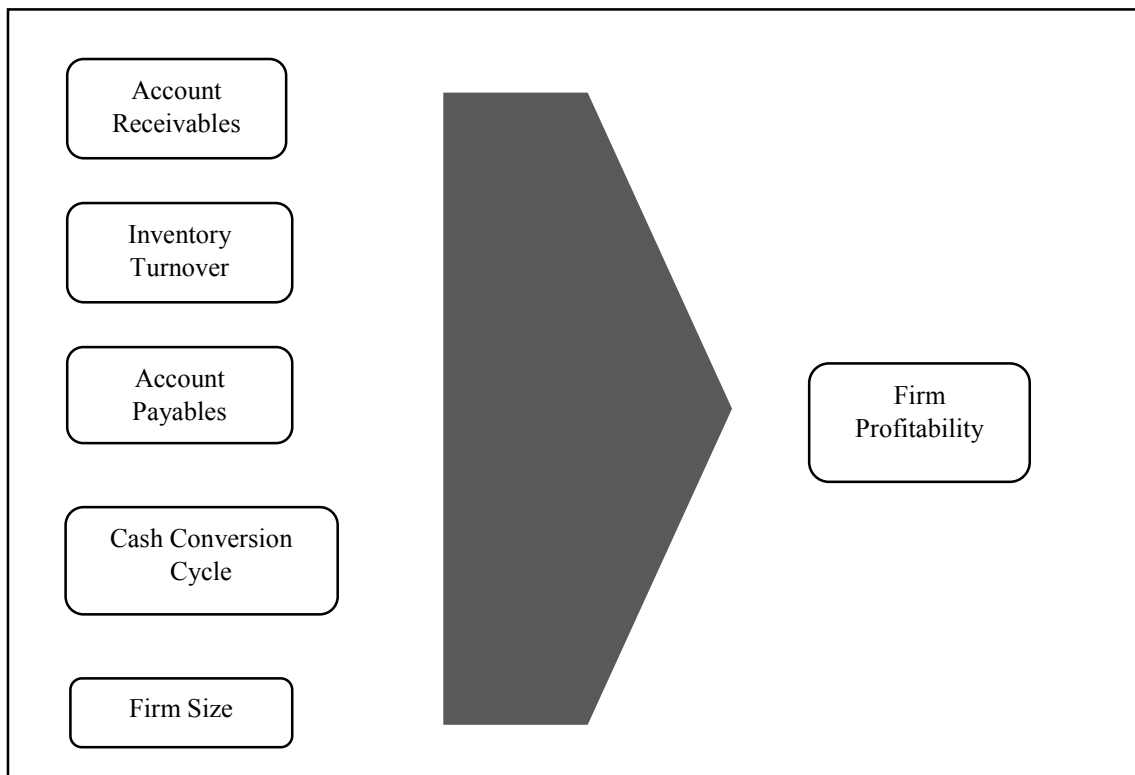 Account
Receivables
Inventory
Turnover
Account
Payables
Cash Conversion
Cycle
Firm Size
Firm
Profitability